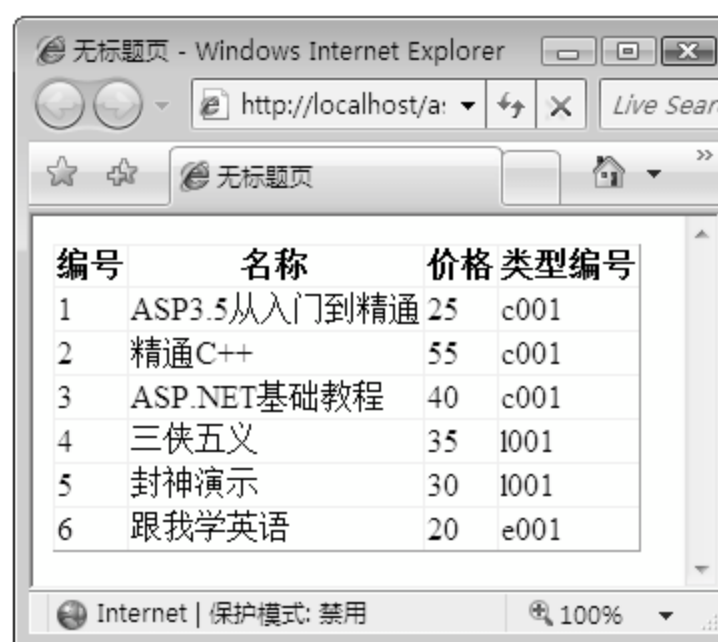 无标题页 - Windows Internet Explorer
http://localhost/a Live Sear
无标题页
编号 名称 价格 类型编号
1 ASP3.5从入门到精通 25 c001
2 精通C++ 55 c001
3 ASP.NET基础教程 40 c001
4 三侠五义 35 l001
5 封神演示 30 l001
6 跟我学英语 20 e001
Internet | 保护模式: 禁用 100%